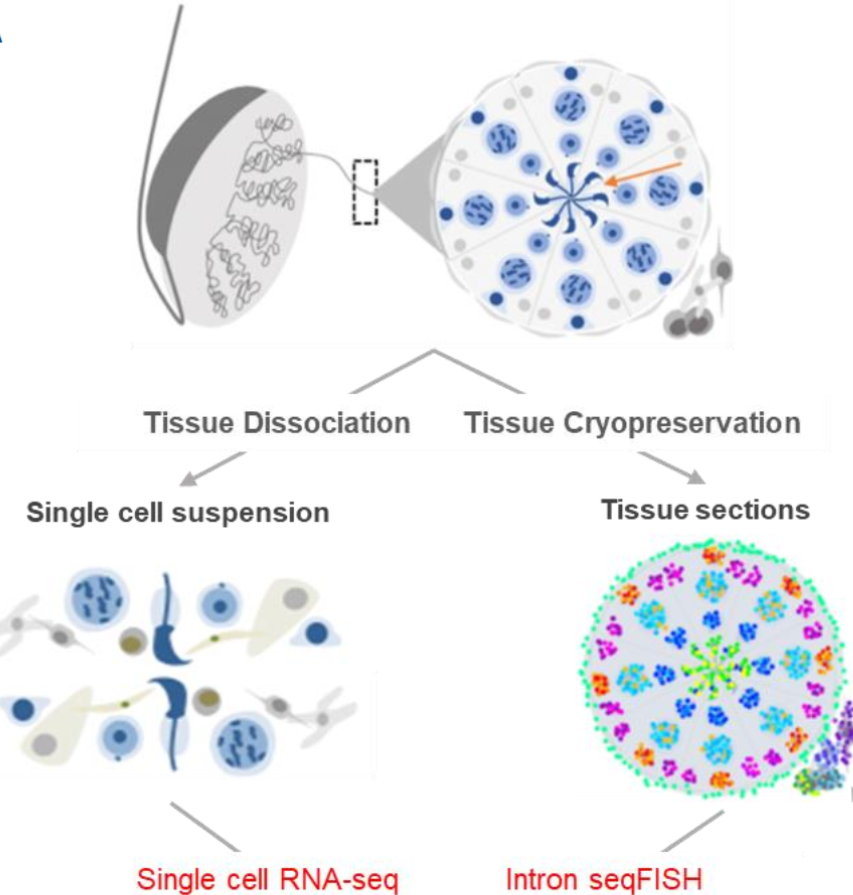 Tissue Dissociation
Tissue Cryopreservation
Single cell suspension
Tissue sections
Single cell RNA-seq
Intron seqFISH